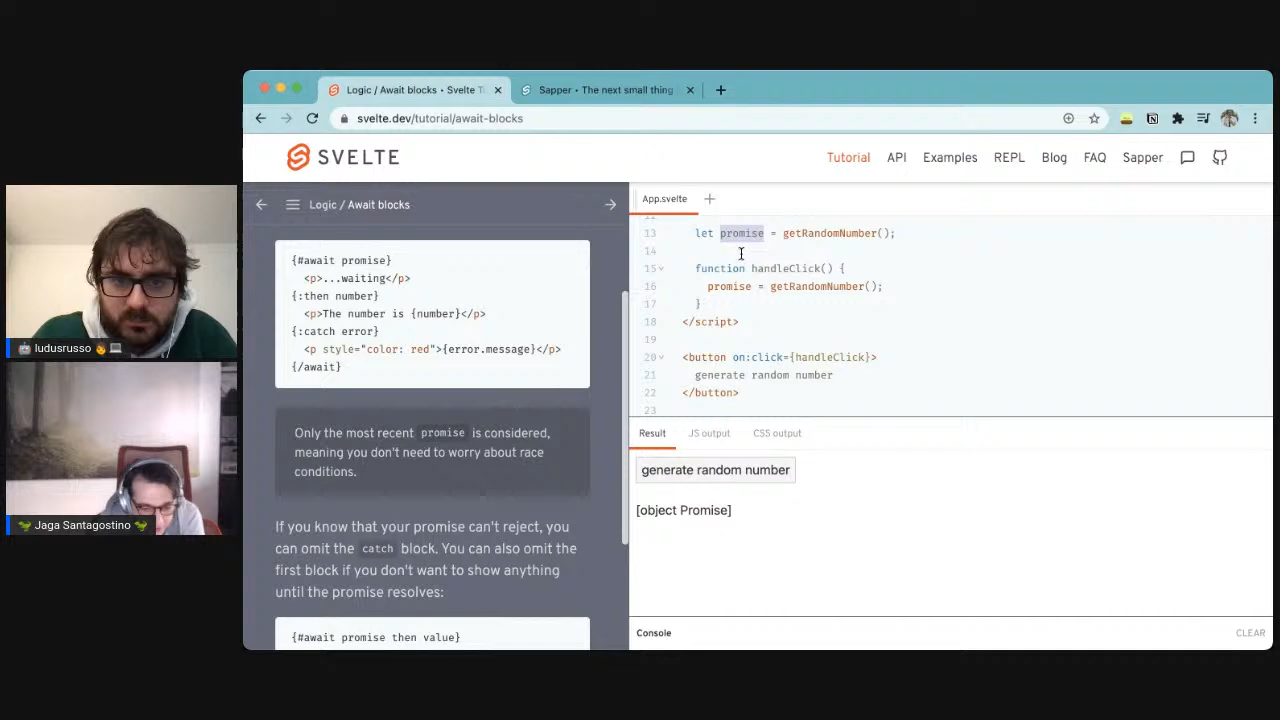 Logic / Await blocks • Svelte T
Sapper • The next small thing
svelte.dev/tutorial/await-blocks
SVELTE
Tutorial
API
Examples
REPL
Blog
FAQ
Sapper
Logic / Await blocks
{#await promise}
<p>...waiting</p>
{:then number}
<p>The number is {number}</p>
{:catch error}
<p style="color: red">{error.message}</p>
{/await}
Only the most recent promise is considered,
meaning you don't need to worry about race
conditions.
If you know that your promise can't reject, you
can omit the catch block. You can also omit the
first block if you don't want to show anything
until the promise resolves:
{#await promise then value}
App.svelte
12
13 let promise = getRandomNumber();
14
15 function handleClick() {
16 promise = getRandomNumber();
17 }
18 </script>
19
20 <button on:click={handleClick}>
21 generate random number
22 </button>
23
Result
JS output
CSS output
generate random number
[object Promise]
Console
CLEAR
ludusrusso
Jaga Santagostino